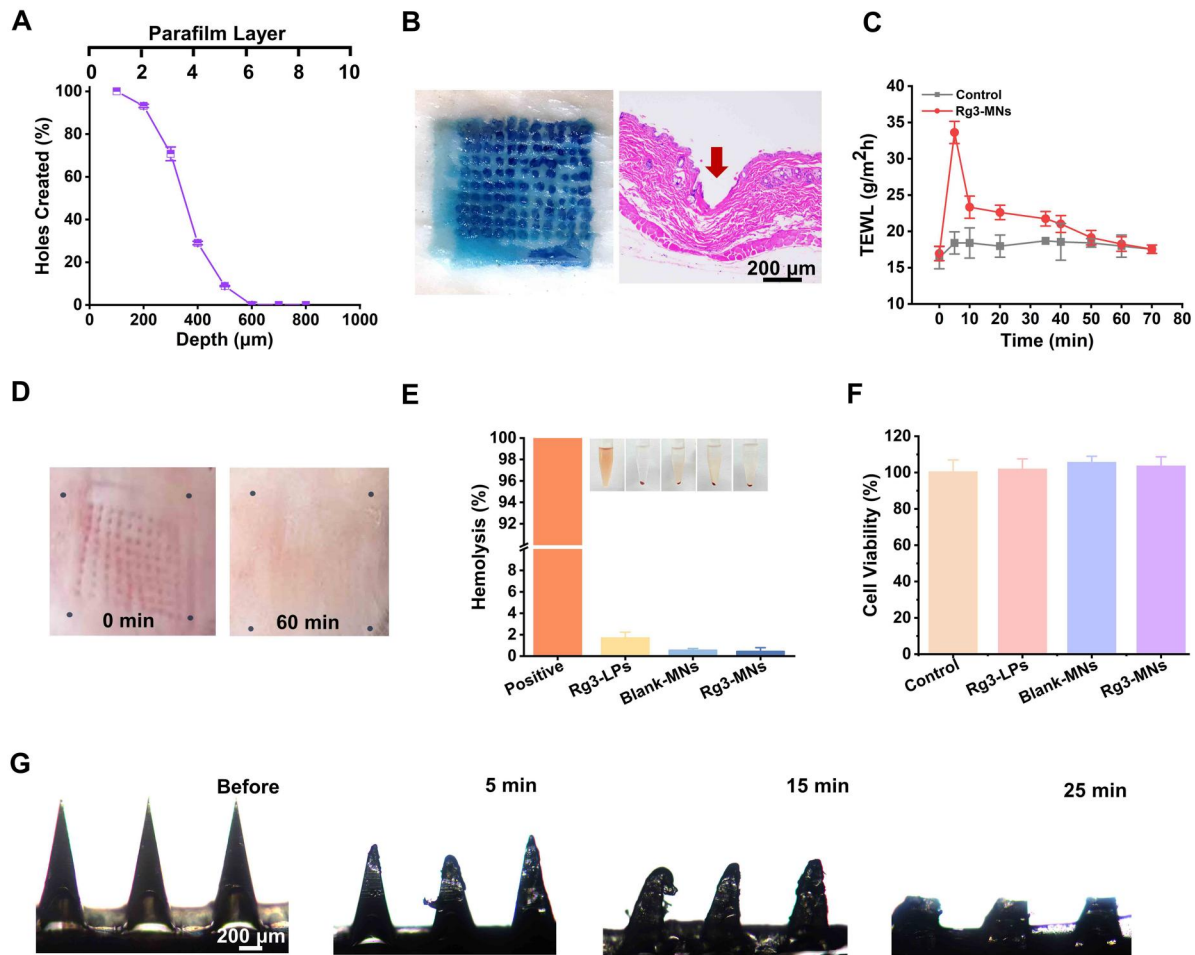 A
Parafilm Layer
0 2 4 6 8 10
Holes Created (%)
100
80
60
40
20
0
0 200 400 600 800 1000
Depth (μm)
B
200 μm
C
TEWL (g/m²h)
40
35
30
25
20
15
10
Control
Rg3-MNs
0 10 20 30 40 50 60 70 80
Time (min)
D
0 min
60 min
E
Hemolysis (%)
100
98
96
94
92
8
6
4
2
0
Positive
Rg3-LPs
Blank-MNs
Rg3-MNs
F
Cell Viability (%)
120
100
80
60
40
20
0
Control
Rg3-LPs
Blank-MNs
Rg3-MNs
G
Before
200 μm
5 min
15 min
25 min